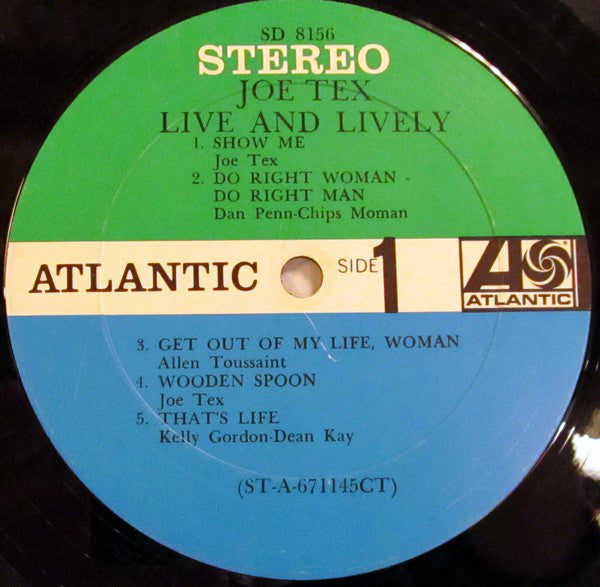 SD 8156
STEREO
JOE TEX
LIVE AND LIVELY
1. SHOW ME
Joe Tex
2. DO RIGHT WOMAN -
DO RIGHT MAN
Dan Penn-Chips Moman
ATLANTIC
SIDE 1
A
ATLANTIC
3. GET OUT OF MY LIFE, WOMAN
Allen Toussaint
4. WOODEN SPOON
Joe Tex
5. THAT'S LIFE
Kelly Gordon-Dean Kay
(ST-A-671145CT)